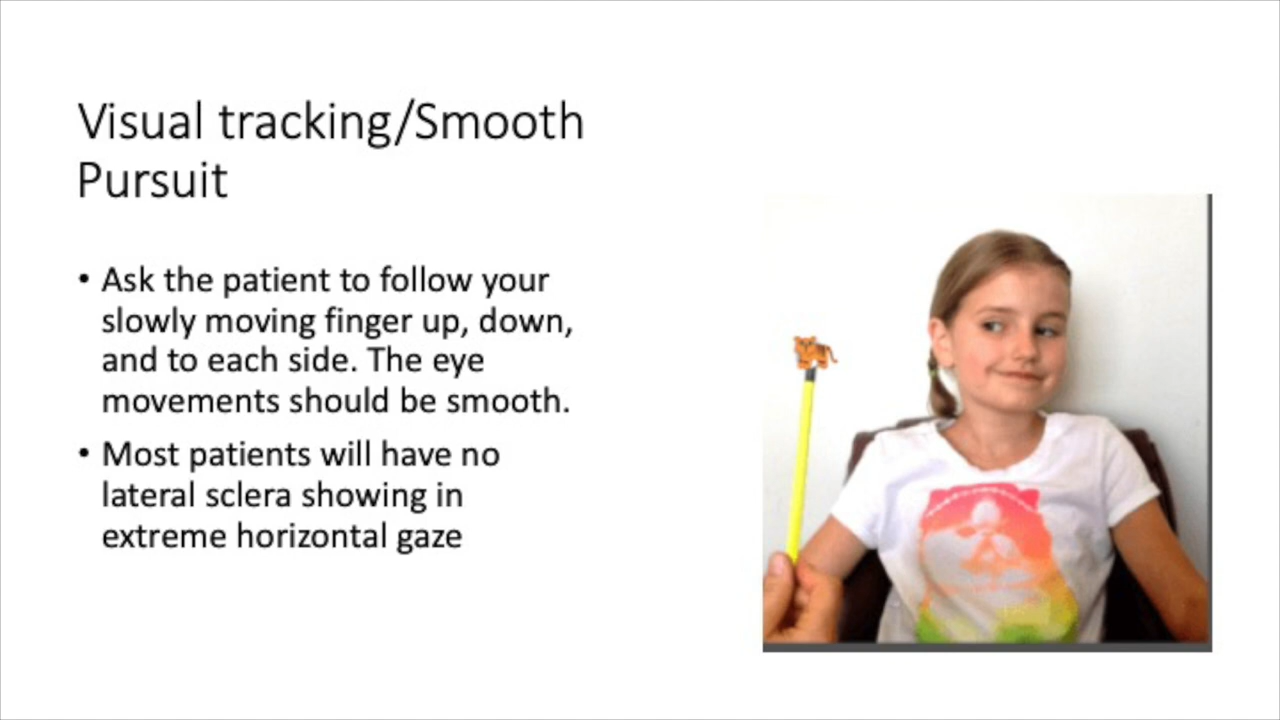 Visual tracking/Smooth
Pursuit
• Ask the patient to follow your
slowly moving finger up, down,
and to each side. The eye
movements should be smooth.
• Most patients will have no
lateral sclera showing in
extreme horizontal gaze